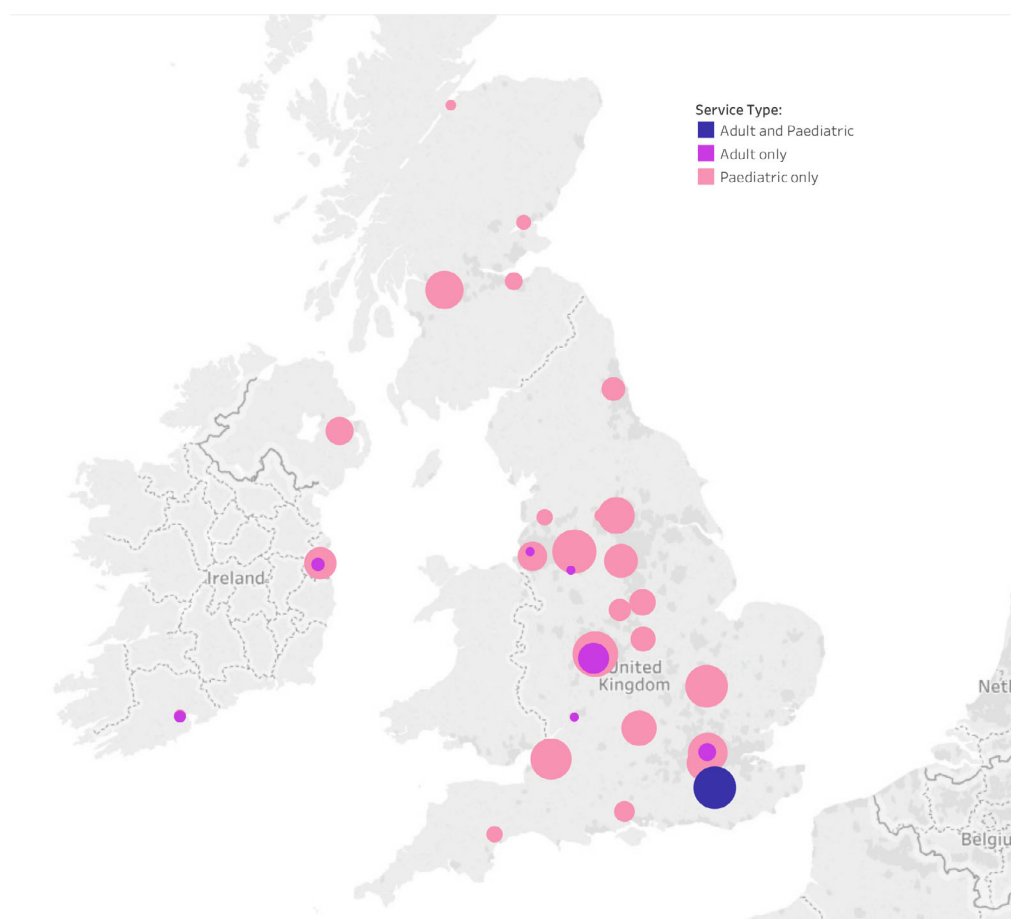 Service Type:
Adult and Paediatric
Adult only
Paediatric only
Ireland
United
Kingdom
Neth
Belgiu